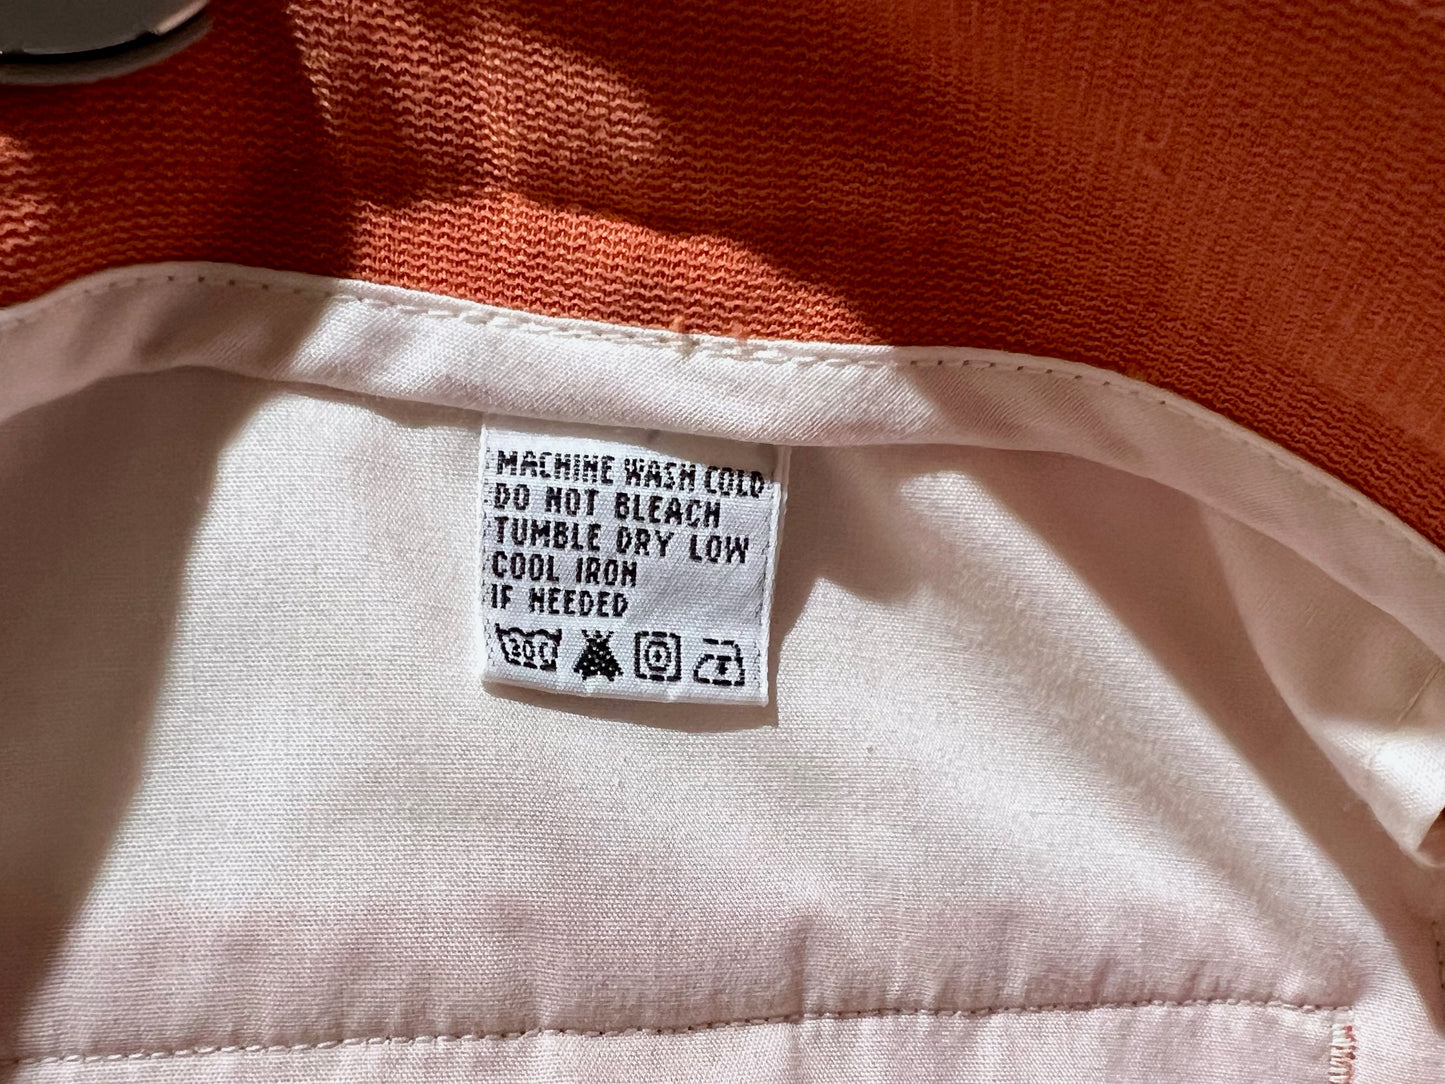 MACHINE WASH COLD
DO NOT BLEACH
TUMBLE DRY LOW
COOL IRON
IF NEEDED
30C